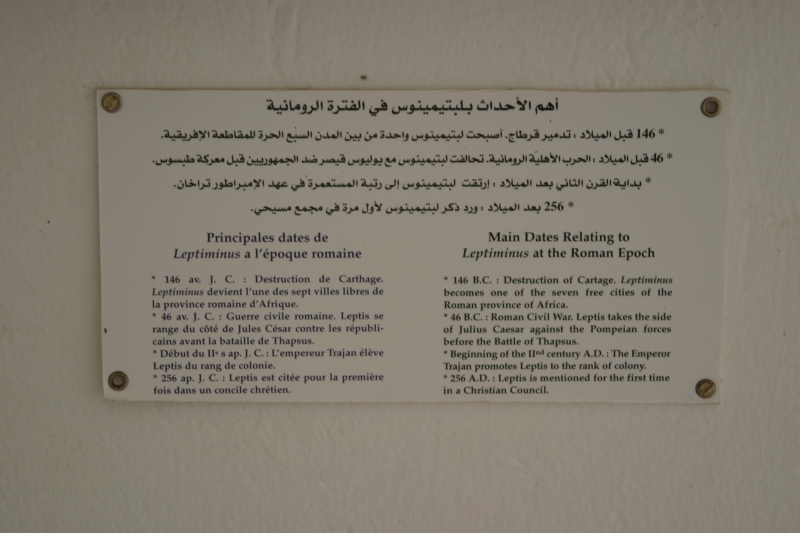 أهم الأحداث بلبتيمينوس في الفترة الرومانية
* 146 قبل الميلاد : تدمير قرطاج. أصبحت لبتيمينوس واحدة من بين المدن السبع الحرة للمقاطعة الإفريقية.
* 46 قبل الميلاد : الحرب الأهلية الرومانية. تحالفت لبتيمينوس مع يوليوس قيصر ضد الجمهوريين قبل معركة طبسوس.
* بداية القرن الثاني بعد الميلاد : إرتقت لبتيمينوس إلى رتبة المستعمرة في عهد الإمبراطور تراخان.
* 256 بعد الميلاد : ورد ذكر لبتيمينوس لأول مرة في مجمع مسيحي.
Principales dates de
Leptiminus a l'époque romaine
* 146 av. J. C. : Destruction de Carthage.
Leptiminus devient l'une des sept villes libres de
la province romaine d'Afrique.
* 46 av. J. C. : Guerre civile romaine. Leptis se
range du côté de Jules César contre les républi-
cains avant la bataille de Thapsus.
* Début du IIe s ap. J. C. : L'empereur Trajan élève
Leptis du rang de colonie.
* 256 ap. J. C. : Leptis est citée pour la première
fois dans un concile chrétien.
Main Dates Relating to
Leptiminus at the Roman Epoch
* 146 B.C. : Destruction of Cartage. Leptiminus
becomes one of the seven free cities of the
Roman province of Africa.
* 46 B.C. : Roman Civil War. Leptis takes the side
of Julius Caesar against the Pompeian forces
before the Battle of Thapsus.
* Beginning of the IInd century A.D. : The Emperor
Trajan promotes Leptis to the rank of colony.
* 256 A.D. : Leptis is mentioned for the first time
in a Christian Council.